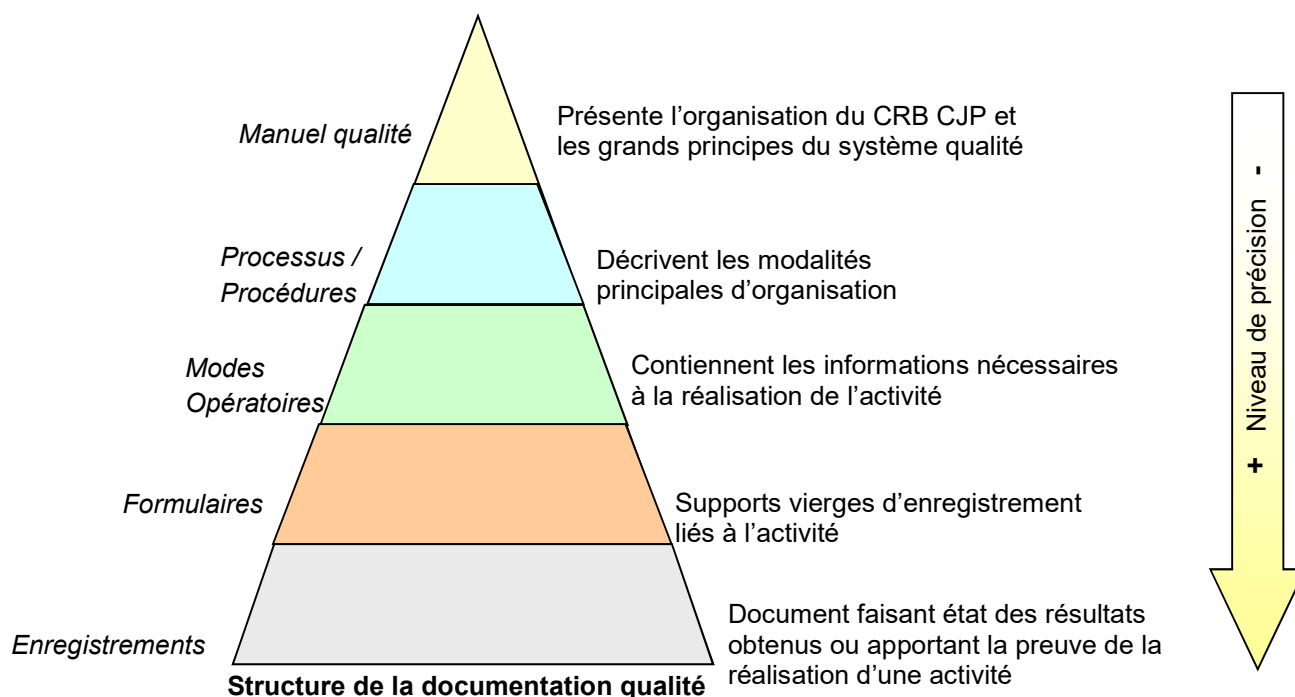 Manuel qualité
Présente l’organisation du CRB CJP et
les grands principes du système qualité
Processus /
Procédures
Décrivent les modalités
principales d’organisation
Modes
Opératoires
Contiennent les informations nécessaires
à la réalisation de l’activité
Formulaires
Supports vierges d’enregistrement
liés à l’activité
Enregistrements
Document faisant état des résultats
obtenus ou apportant la preuve de la
réalisation d’une activité
Structure de la documentation qualité
+ Niveau de précision -